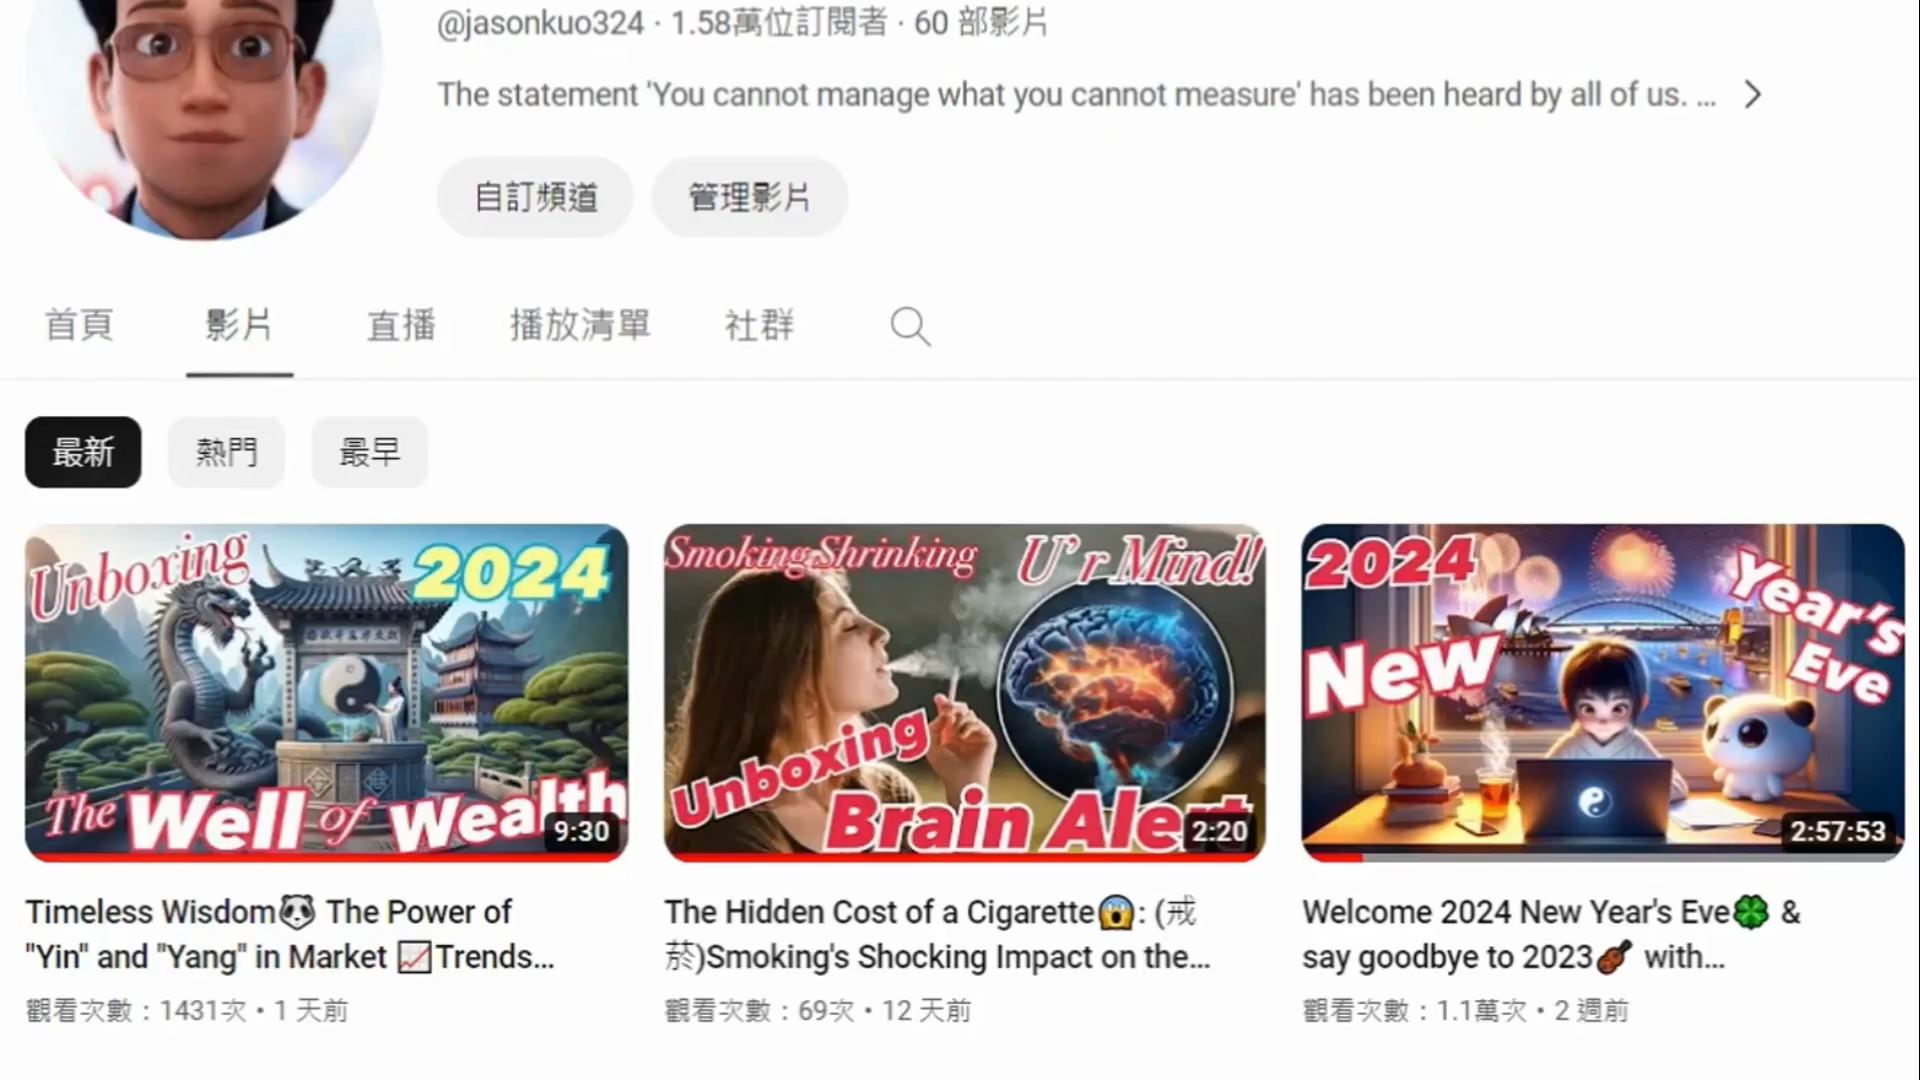 @jasonkuo324 · 1.58萬位訂閱者 · 60 部影片
The statement 'You cannot manage what you cannot measure' has been heard by all of us. ...
自訂頻道
管理影片
首頁
影片
直播
播放清單
社群
最新
熱門
最早
Unboxing
2024
The Well of Wealth
9:30
Smoking Shrinking
U'r Mind!
Unboxing
Brain Alert
2:20
2024
New
Year's
Eve
2:57:53
Timeless Wisdom🐼 The Power of
"Yin" and "Yang" in Market 📈Trends...
觀看次數：1431次 • 1 天前
The Hidden Cost of a Cigarette😱: (戒
菸)Smoking's Shocking Impact on the...
觀看次數：69次 • 12 天前
Welcome 2024 New Year's Eve🍀 &
say goodbye to 2023🎻 with...
觀看次數：1.1萬次 • 2 週前